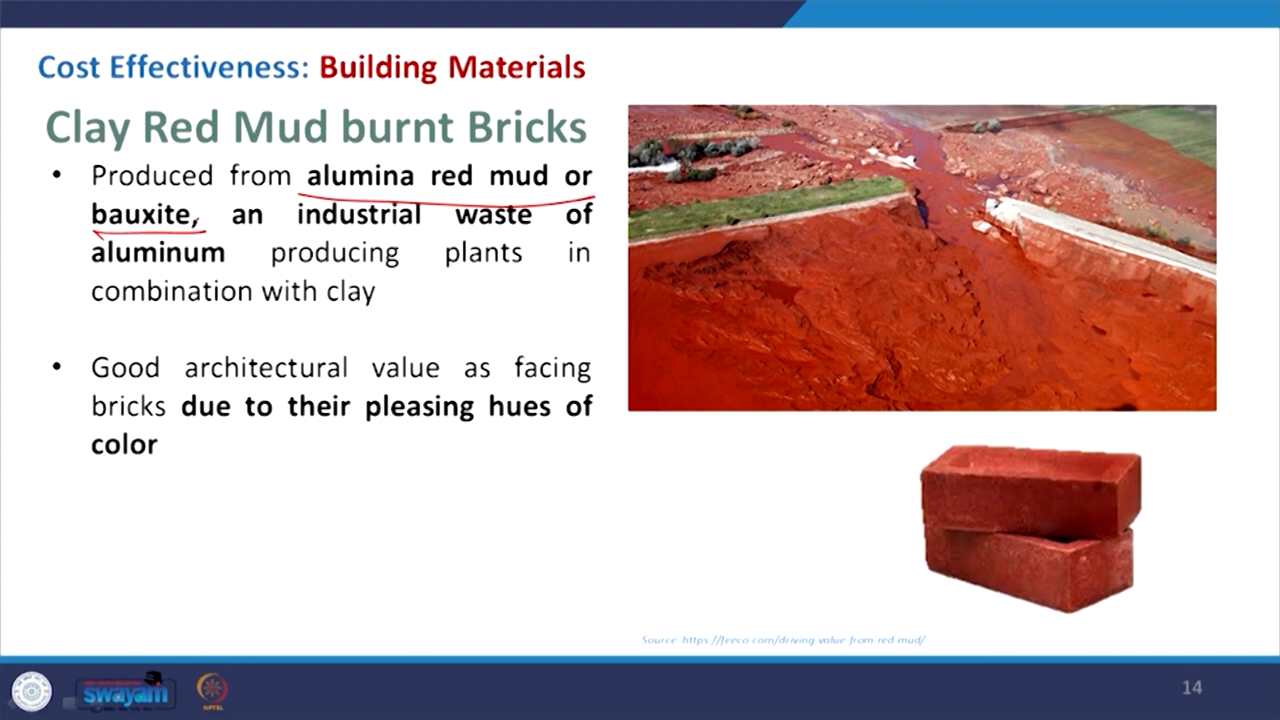 Cost Effectiveness: Building Materials
Clay Red Mud burnt Bricks
• Produced from alumina red mud or
bauxite, an industrial waste of
aluminum producing plants in
combination with clay
• Good architectural value as facing
bricks due to their pleasing hues of
color
Source https://feeco.com/driving-value-from-red-mud/
swayam
NPTEL
14